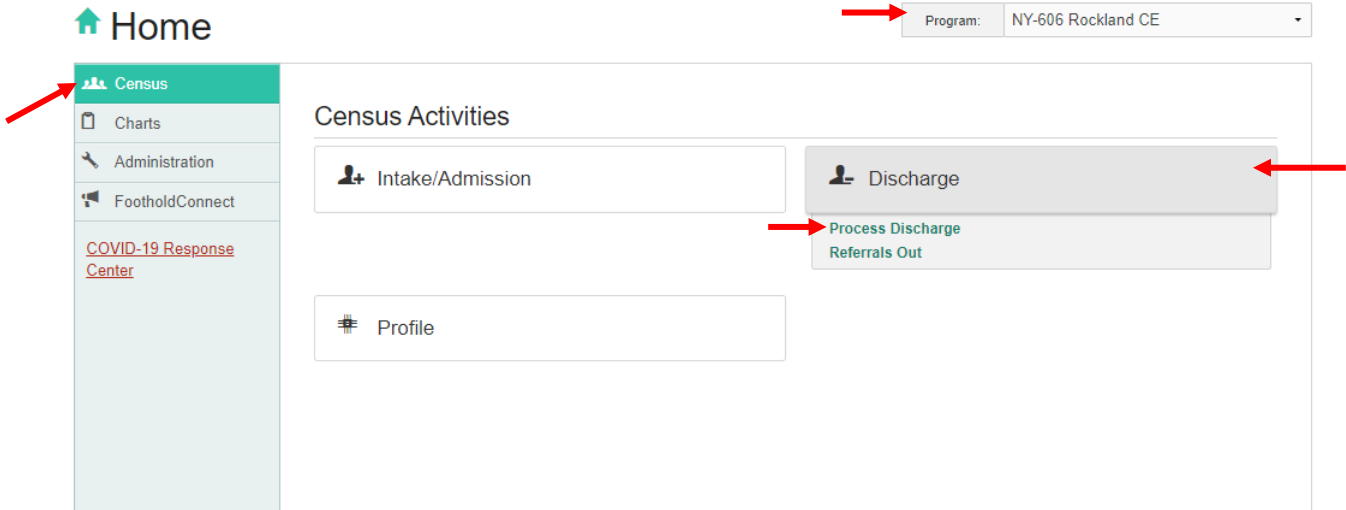 Home
Program: NY-606 Rockland CE
Census
Charts
Administration
FootholdConnect
COVID-19 Response
Center
Census Activities
Intake/Admission
Discharge
Process Discharge
Referrals Out
Profile